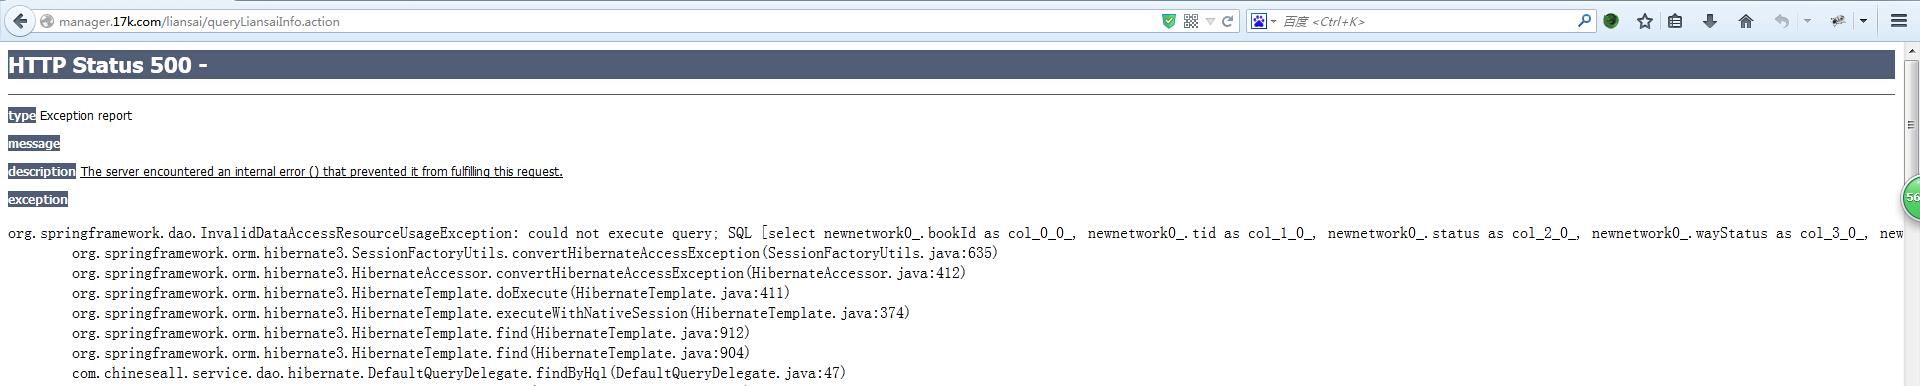 manager.17k.com/liansai/queryLiansaiInfo.action
百度 <Ctrl+K>
HTTP Status 500 -
type Exception report
message
description The server encountered an internal error () that prevented it from fulfilling this request.
exception
56
org.springframework.dao.InvalidDataAccessResourceUsageException: could not execute query; SQL [select newnetwork0_.bookId as col_0_0_, newnetwork0_.tid as col_1_0_, newnetwork0_.status as col_2_0_, newnetwork0_.wayStatus as col_3_0_, new
org.springframework.orm.hibernate3.SessionFactoryUtils.convertHibernateAccessException(SessionFactoryUtils.java:635)
org.springframework.orm.hibernate3.HibernateAccessor.convertHibernateAccessException(HibernateAccessor.java:412)
org.springframework.orm.hibernate3.HibernateTemplate.doExecute(HibernateTemplate.java:411)
org.springframework.orm.hibernate3.HibernateTemplate.executeWithNativeSession(HibernateTemplate.java:374)
org.springframework.orm.hibernate3.HibernateTemplate.find(HibernateTemplate.java:912)
org.springframework.orm.hibernate3.HibernateTemplate.find(HibernateTemplate.java:904)
com.chineseall.service.dao.hibernate.DefaultQueryDelegate.findByHql(DefaultQueryDelegate.java:47)